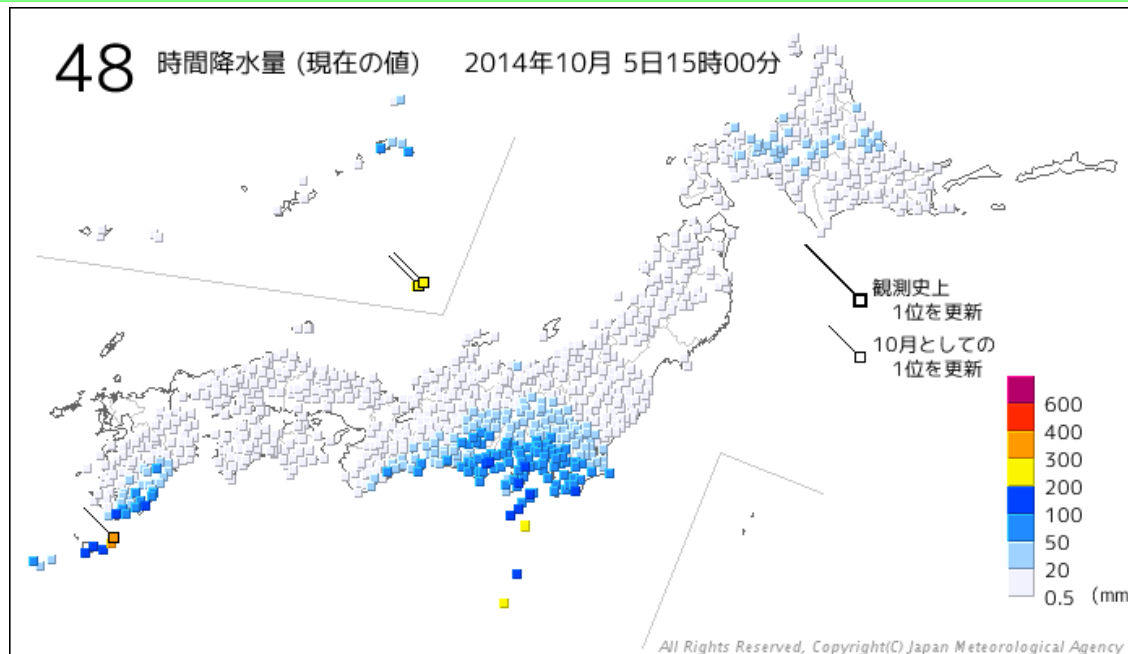 48 時間降水量 (現在の値) 2014年10月 5日15時00分
観測史上
1位を更新
10月としての
1位を更新
600
400
300
200
100
50
20
0.5 (mm
All Rights Reserved, Copyright(C) Japan Meteorological Agency